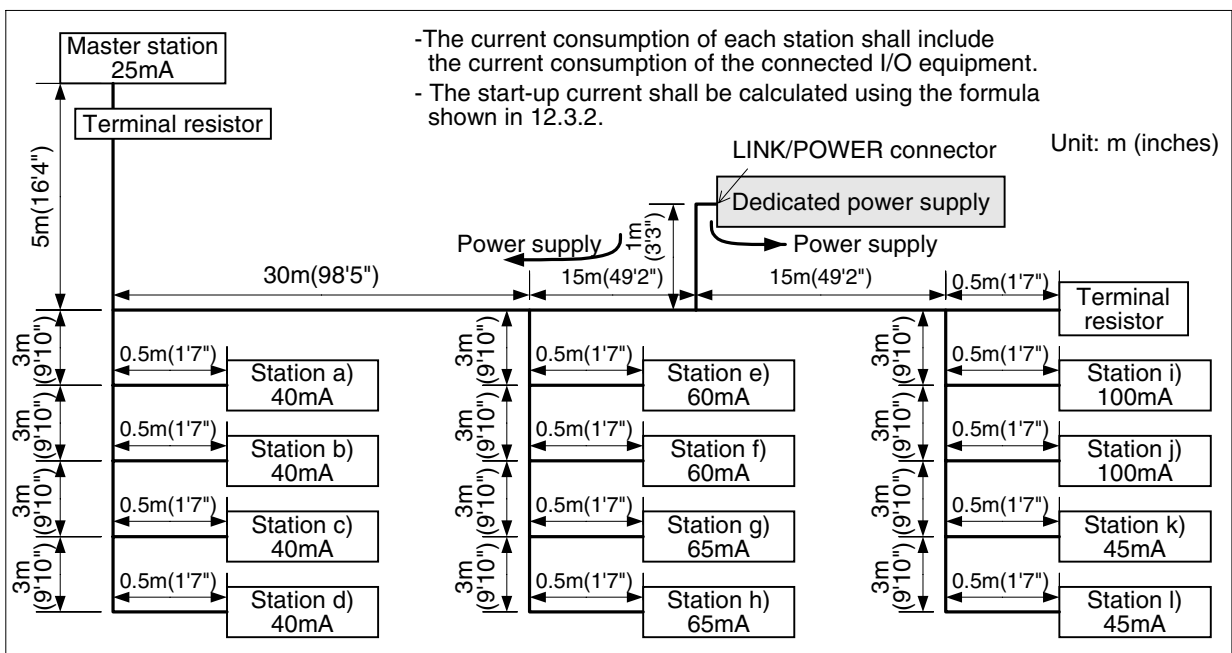 Master station
25mA
-The current consumption of each station shall include
the current consumption of the connected I/O equipment.
- The start-up current shall be calculated using the formula
shown in 12.3.2.
Unit: m (inches)
Terminal resistor
5m(16'4")
LINK/POWER connector
Dedicated power supply
1m
(3'3")
Power supply
Power supply
30m(98'5")
15m(49'2")
15m(49'2")
0.5m(1'7")
Terminal
resistor
3m
(9'10")
0.5m(1'7")
Station a)
40mA
3m
(9'10")
0.5m(1'7")
Station e)
60mA
3m
(9'10")
0.5m(1'7")
Station i)
100mA
3m
(9'10")
0.5m(1'7")
Station b)
40mA
3m
(9'10")
0.5m(1'7")
Station f)
60mA
3m
(9'10")
0.5m(1'7")
Station j)
100mA
3m
(9'10")
0.5m(1'7")
Station c)
40mA
3m
(9'10")
0.5m(1'7")
Station g)
65mA
3m
(9'10")
0.5m(1'7")
Station k)
45mA
3m
(9'10")
0.5m(1'7")
Station d)
40mA
3m
(9'10")
0.5m(1'7")
Station h)
65mA
3m
(9'10")
0.5m(1'7")
Station l)
45mA